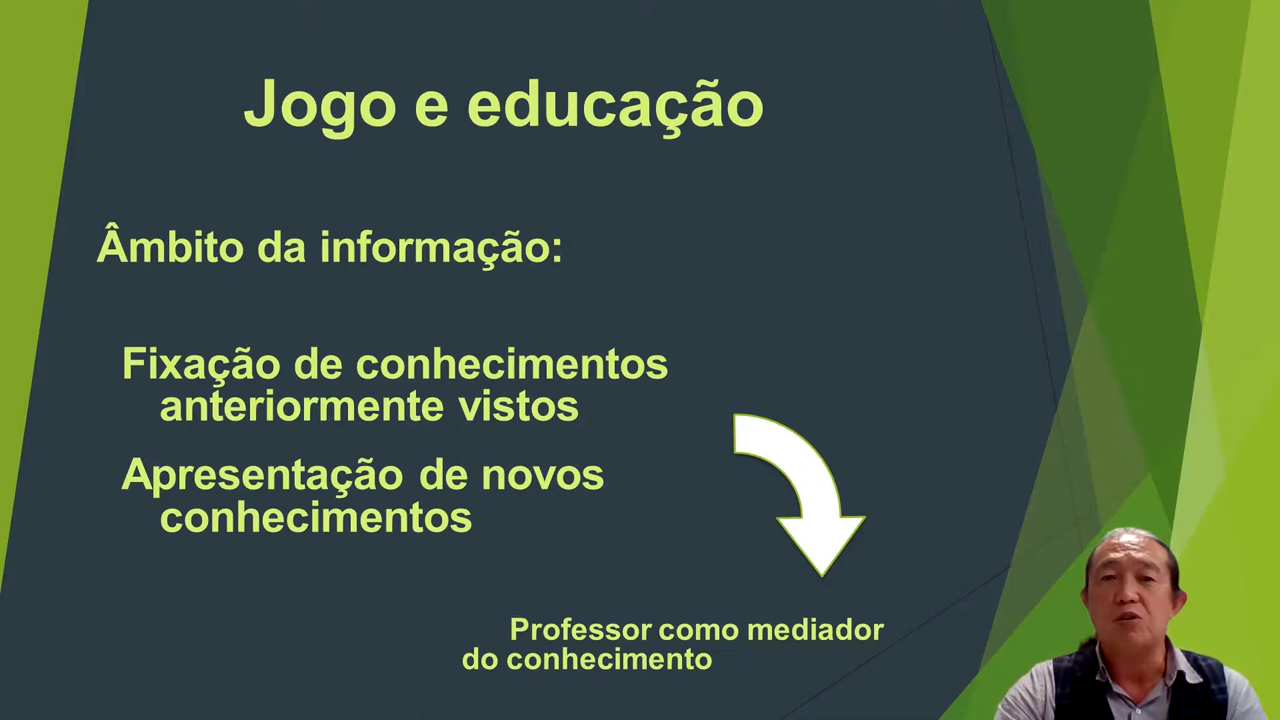 Jogo e educação
Âmbito da informação:
Fixação de conhecimentos
anteriormente vistos
Apresentação de novos
conhecimentos
Professor como mediador
do conhecimento